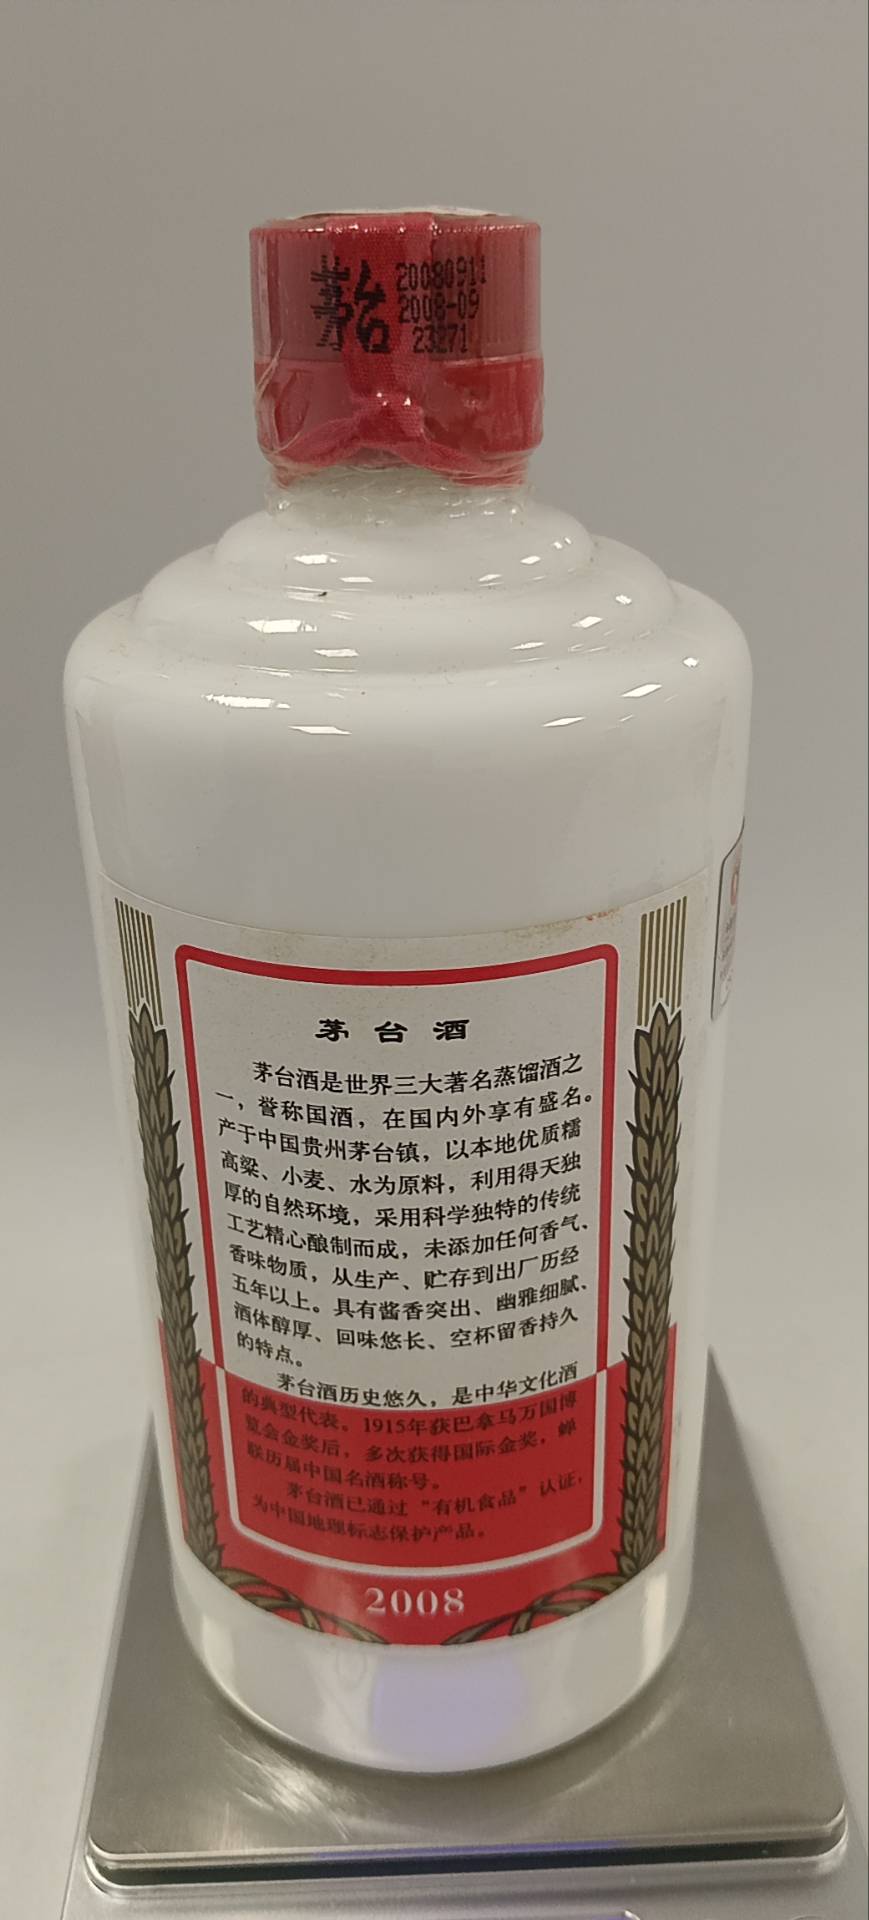 茅台
20080911
2008-09
23271
茅台酒
茅台酒是世界三大著名蒸馏酒之
一，誉称国酒，在国内外享有盛名。
产于中国贵州茅台镇，以本地优质糯
高粱、小麦、水为原料，利用得天独
厚的自然环境，采用科学独特的传统
工艺精心酿制而成，未添加任何香气、
香味物质，从生产、贮存到出厂历经
五年以上。具有酱香突出、幽雅细腻、
酒体醇厚、回味悠长、空杯留香持久
的特点。
茅台酒历史悠久，是中华文化酒
的典型代表。1915年获巴拿马万国博
览会金奖后，多次获得国际金奖，蝉
联历届中国名酒称号。
茅台酒已通过“有机食品”认证，
为中国地理标志保护产品。
2008